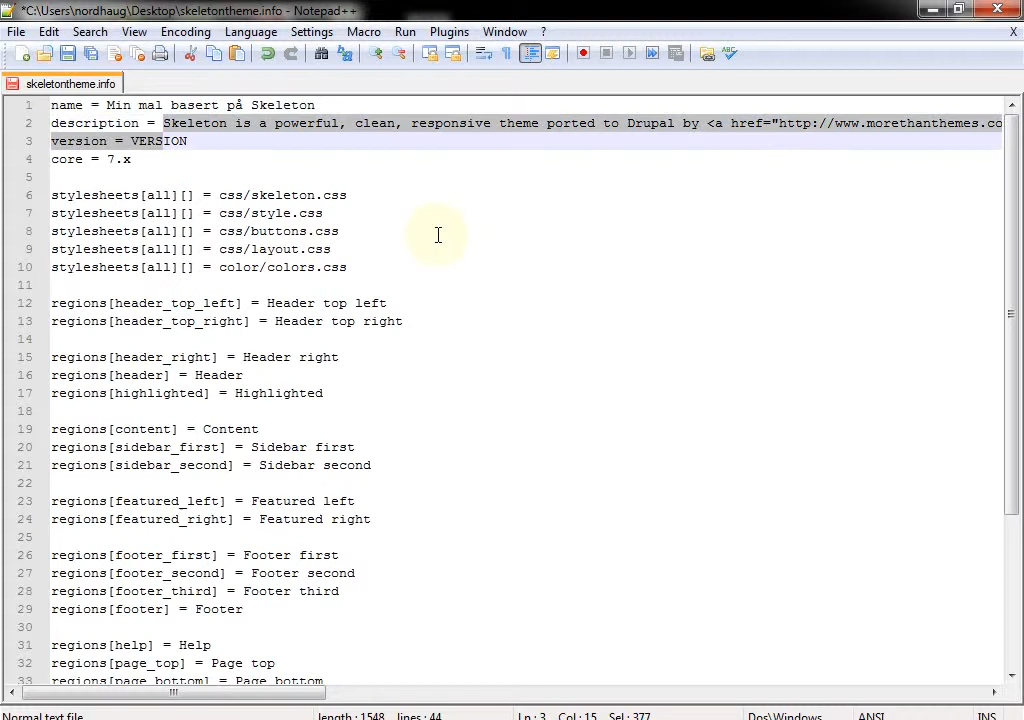 *C:\Users\nordhaug\Desktop\skeletontheme.info - Notepad++
File Edit Search View Encoding Language Settings Macro Run Plugins Window ? X
skeletontheme.info
1 name = Min mal basert på Skeleton
2 description = Skeleton is a powerful, clean, responsive theme ported to Drupal by <a href="http://www.morethanthemes.co
3 version = VERSION
4 core = 7.x
5
6 stylesheets[all][] = css/skeleton.css
7 stylesheets[all][] = css/style.css
8 stylesheets[all][] = css/buttons.css
9 stylesheets[all][] = css/layout.css
10 stylesheets[all][] = color/colors.css
11
12 regions[header_top_left] = Header top left
13 regions[header_top_right] = Header top right
14
15 regions[header_right] = Header right
16 regions[header] = Header
17 regions[highlighted] = Highlighted
18
19 regions[content] = Content
20 regions[sidebar_first] = Sidebar first
21 regions[sidebar_second] = Sidebar second
22
23 regions[featured_left] = Featured left
24 regions[featured_right] = Featured right
25
26 regions[footer_first] = Footer first
27 regions[footer_second] = Footer second
28 regions[footer_third] = Footer third
29 regions[footer] = Footer
30
31 regions[help] = Help
32 regions[page_top] = Page top
33 regions[page_bottom] = Page bottom
Normal text file length : 1548 lines : 44 Ln : 3 Col : 15 Sel : 377 Dos\Windows ANSI INS